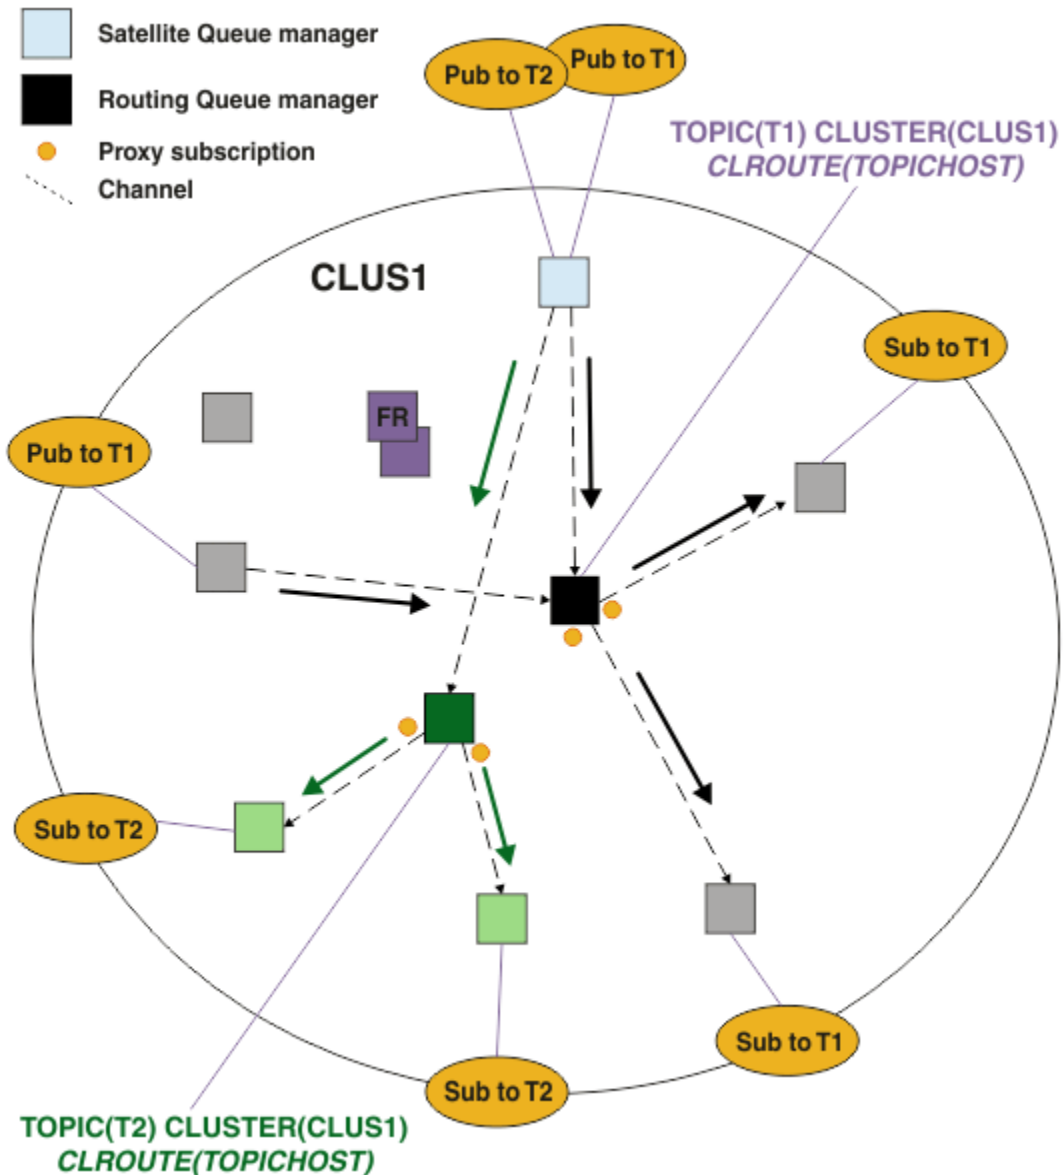 Satellite Queue manager
Routing Queue manager
Proxy subscription
Channel
Pub to T2
Pub to T1
TOPIC(T1) CLUSTER(CLUS1)
CLROUTE(TOPICHOST)
CLUS1
Sub to T1
FR
Pub to T1
Sub to T2
Sub to T1
Sub to T2
TOPIC(T2) CLUSTER(CLUS1)
CLROUTE(TOPICHOST)